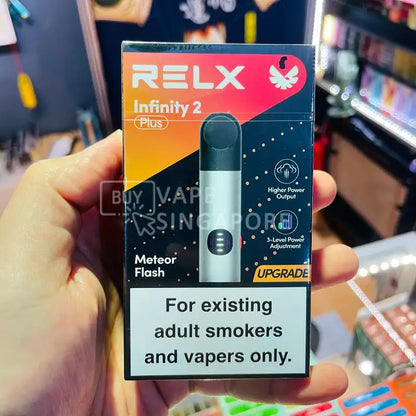 RELX
Infinity 2
Plus
BUY
VAPE
SINGAPORE
Higher Power
Output
3-Level Power
Adjustment
Meteor
Flash
UPGRADE
For existing
adult smokers
and vapers only.